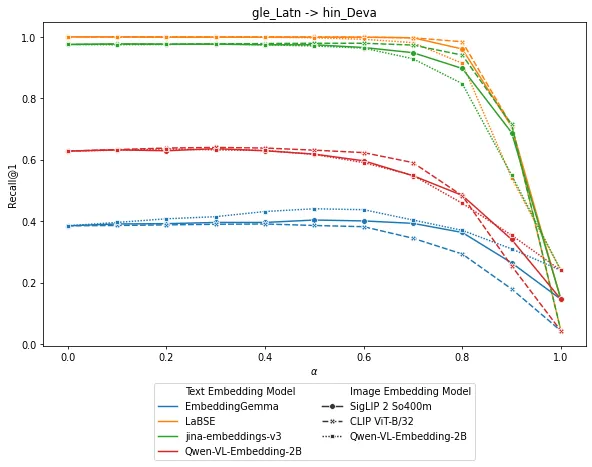 gle_Latn -> hin_Deva
1.0
0.8
0.6
0.4
0.2
0.0
Recall@1
0.0 0.2 0.4 0.6 0.8 1.0
α
Text Embedding Model
EmbeddingGemma
LaBSE
jina-embeddings-v3
Qwen-VL-Embedding-2B
Image Embedding Model
SigLIP 2 So400m
CLIP ViT-B/32
Qwen-VL-Embedding-2B